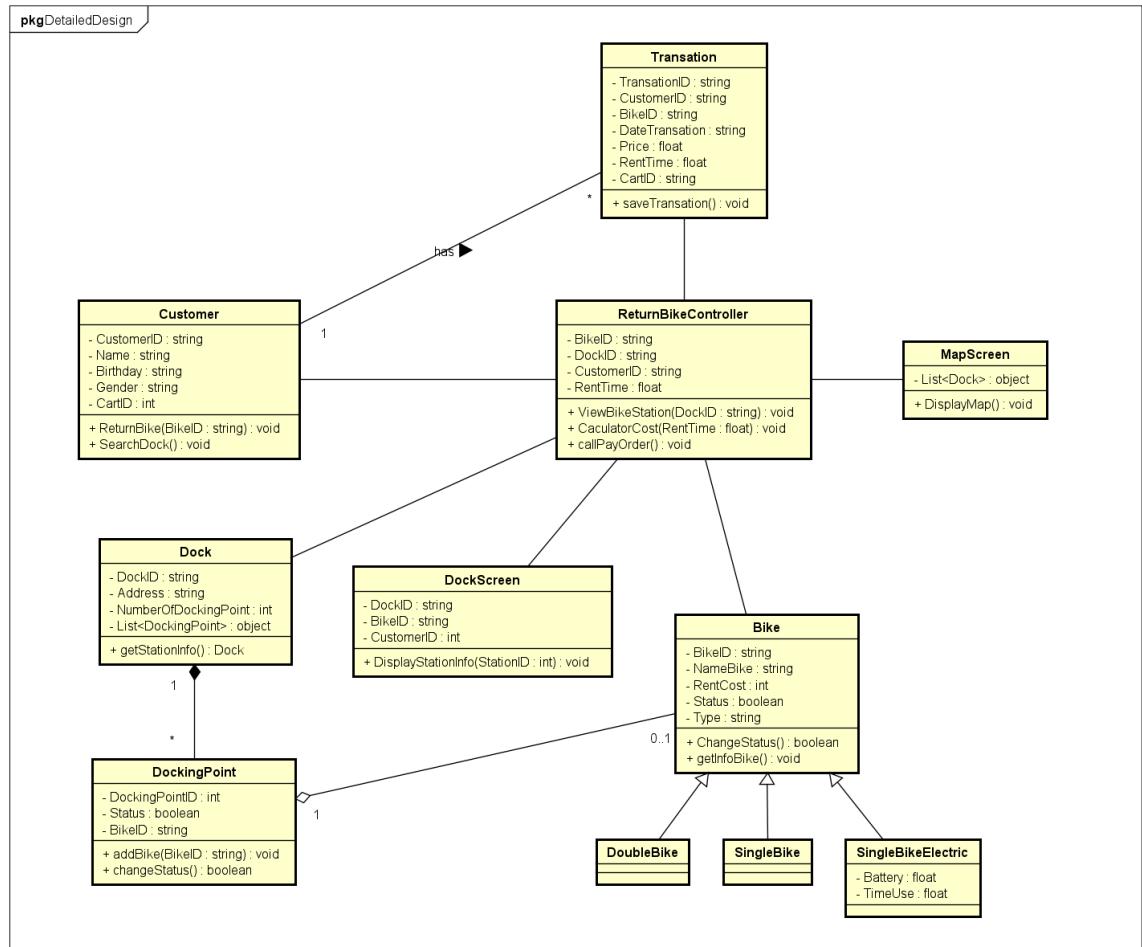 pkg DetailedDesign
Transation
- TransationID : string
- CustomerID : string
- BikeID : string
- DateTransation : string
- Price : float
- RentTime : float
- CartID : string
+ saveTransation() : void
*
has
1
Customer
- CustomerID : string
- Name : string
- Birthday : string
- Gender : string
- CartID : int
+ ReturnBike(BikeID : string) : void
+ SearchDock() : void
ReturnBikeController
- BikeID : string
- DockID : string
- CustomerID : string
- RentTime : float
+ ViewBikeStation(DockID : string) : void
+ CaculatorCost(RentTime : float) : void
+ callPayOrder() : void
MapScreen
- List<Dock> : object
+ DisplayMap() : void
Dock
- DockID : string
- Address : string
- NumberOfDockingPoint : int
- List<DockingPoint> : object
+ getStationInfo() : Dock
1
*
DockScreen
- DockID : string
- BikeID : string
- CustomerID : int
+ DisplayStationInfo(StationID : int) : void
Bike
- BikeID : string
- NameBike : string
- RentCost : int
- Status : boolean
- Type : string
+ ChangeStatus() : boolean
+ getInfoBike() : void
0..1
1
DockingPoint
- DockingPointID : int
- Status : boolean
- BikeID : string
+ addBike(BikeID : string) : void
+ changeStatus() : boolean
DoubleBike
SingleBike
SingleBikeElectric
- Battery : float
- TimeUse : float